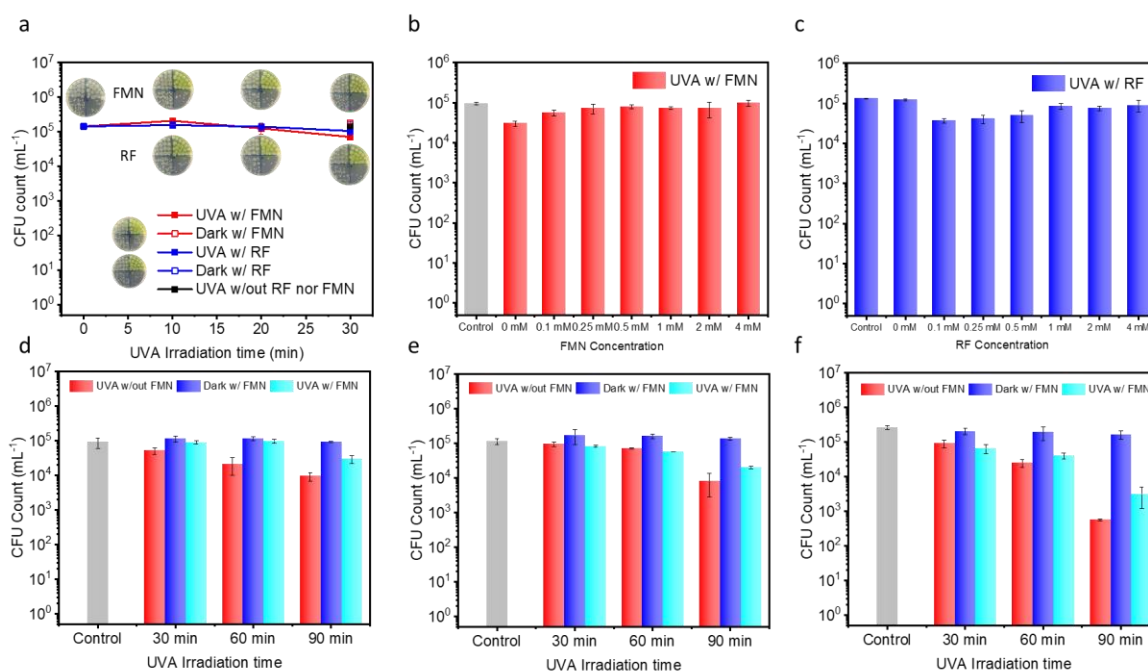 a
CFU count (mL⁻¹)
10⁷
10⁶
10⁵
10⁴
10³
10²
10¹
10⁰
FMN
RF
UVA w/ FMN
Dark w/ FMN
UVA w/ RF
Dark w/ RF
UVA w/out RF nor FMN
0 5 10 15 20 25 30
UVA Irradiation time (min)
b
CFU Count (mL⁻¹)
10⁶
10⁵
10⁴
10³
10²
10¹
10⁰
UVA w/ FMN
Control 0 mM 0.1 mM 0.25 mM 0.5 mM 1 mM 2 mM 4 mM
FMN Concentration
c
CFU Count (mL⁻¹)
10⁶
10⁵
10⁴
10³
10²
10¹
10⁰
UVA w/ RF
Control 0 mM 0.1 mM 0.25 mM 0.5 mM 1 mM 2 mM 4 mM
RF Concentration
d
CFU Count (mL⁻¹)
10⁷
10⁶
10⁵
10⁴
10³
10²
10¹
10⁰
UVA w/out FMN Dark w/ FMN UVA w/ FMN
Control 30 min 60 min 90 min
UVA Irradiation time
e
CFU Count (mL⁻¹)
10⁷
10⁶
10⁵
10⁴
10³
10²
10¹
10⁰
UVA w/out FMN Dark w/ FMN UVA w/ FMN
Control 30 min 60 min 90 min
UVA Irradiation time
f
CFU Count (mL⁻¹)
10⁷
10⁶
10⁵
10⁴
10³
10²
10¹
10⁰
UVA w/out FMN Dark w/ FMN UVA w/ FMN
Control 30 min 60 min 90 min
UVA Irradiation time